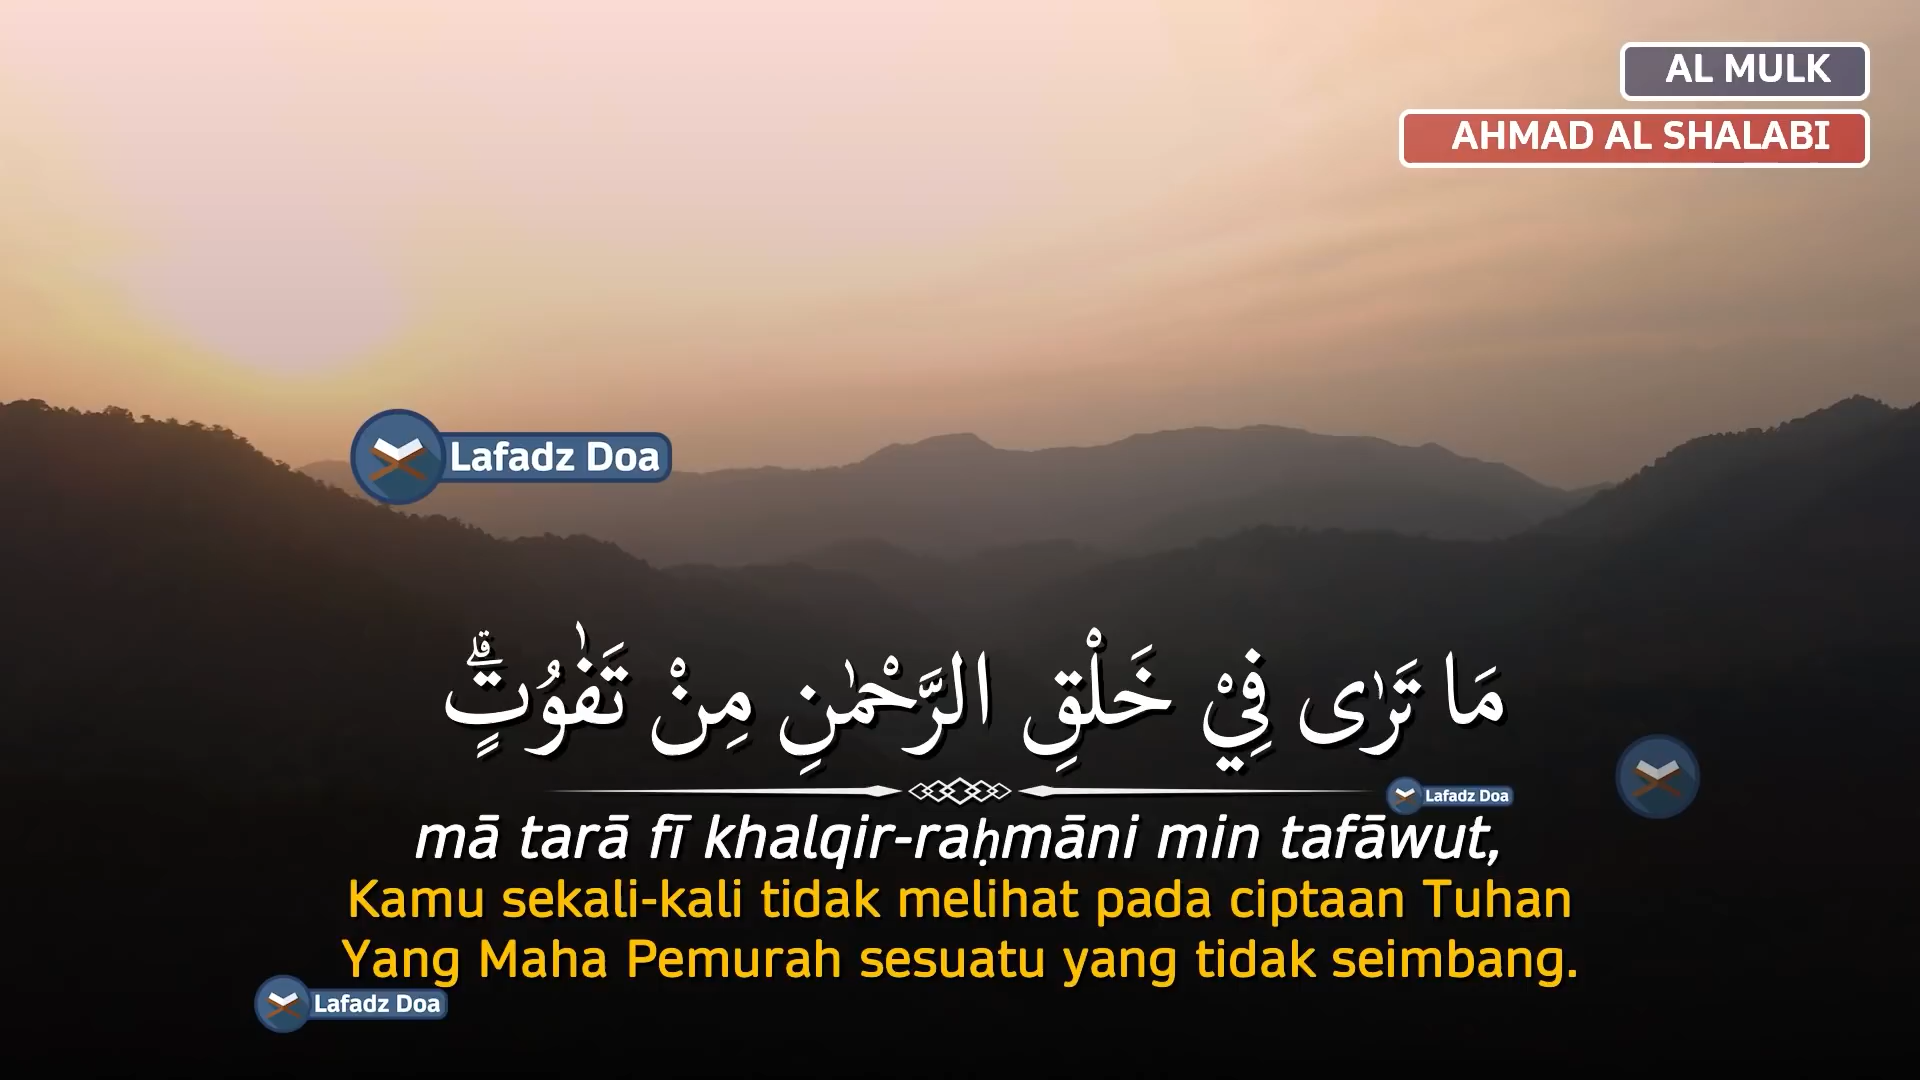 AL MULK
AHMAD AL SHALABI
Lafadz Doa
مَا تَرٰى فِيْ خَلْقِ الرَّحْمٰنِ مِنْ تَفٰوُتٍۗ
Lafadz Doa
mā tarā fī khalqir-raḥmāni min tafāwut,
Kamu sekali-kali tidak melihat pada ciptaan Tuhan
Yang Maha Pemurah sesuatu yang tidak seimbang.
Lafadz Doa